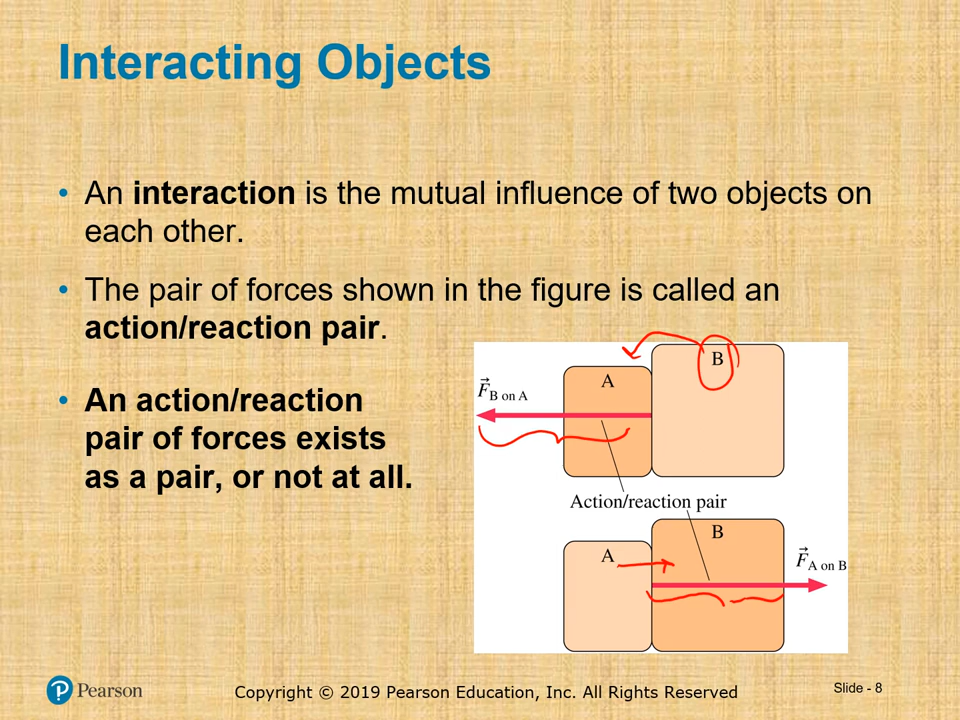 Interacting Objects
• An interaction is the mutual influence of two objects on
each other.
• The pair of forces shown in the figure is called an
action/reaction pair.
• An action/reaction
pair of forces exists
as a pair, or not at all.
B
A
F⃗ B on A
Action/reaction pair
B
A
F⃗ A on B
Pearson
Copyright © 2019 Pearson Education, Inc. All Rights Reserved
Slide - 8